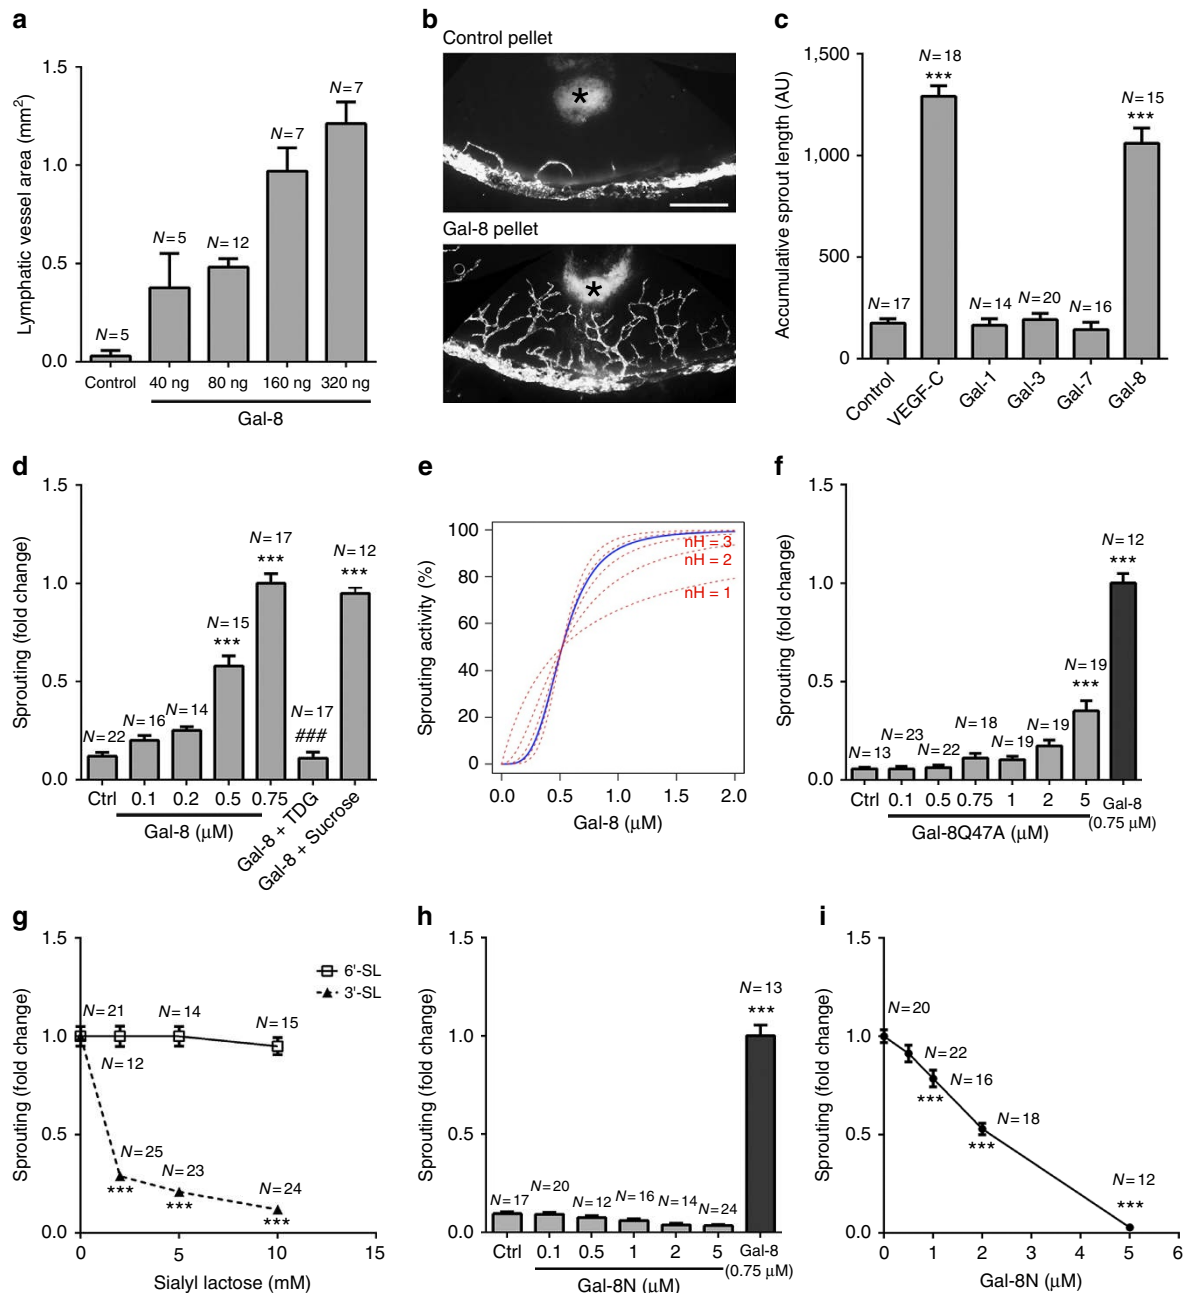 a
Lymphatic vessel area (mm²)
1.5
1.0
0.5
0.0
N=5
N=5
N=12
N=7
N=7
Control
40 ng
80 ng
160 ng
320 ng
Gal-8
b
Control pellet
*
Gal-8 pellet
*
c
Accumulative sprout length (AU)
1,500
1,000
500
0
N=17
N=18
***
N=14
N=20
N=16
N=15
***
Control
VEGF-C
Gal-1
Gal-3
Gal-7
Gal-8
d
Sprouting (fold change)
1.5
1.0
0.5
0.0
N=22
N=16
N=14
N=15
***
N=17
***
N=17
###
N=12
***
Ctrl
0.1
0.2
0.5
0.75
Gal-8 (μM)
Gal-8 + TDG
Gal-8 + Sucrose
e
Sprouting activity (%)
100
80
60
40
20
0
nH = 3
nH = 2
nH = 1
0.0
0.5
1.0
1.5
2.0
Gal-8 (μM)
f
Sprouting (fold change)
1.5
1.0
0.5
0.0
N=13
N=23
N=22
N=18
N=19
N=19
N=19
***
N=12
***
Ctrl
0.1
0.5
0.75
1
2
5
Gal-8Q47A (μM)
Gal-8
(0.75 μM)
g
Sprouting (fold change)
1.5
1.0
0.5
0.0
6'-SL
3'-SL
N=21
N=14
N=15
N=12
N=25
***
N=23
***
N=24
***
0
5
10
15
Sialyl lactose (mM)
h
Sprouting (fold change)
1.5
1.0
0.5
0.0
N=17
N=20
N=12
N=16
N=14
N=24
N=13
***
Ctrl
0.1
0.5
1
2
5
Gal-8N (μM)
Gal-8
(0.75 μM)
i
Sprouting (fold change)
1.5
1.0
0.5
0.0
N=20
N=22
N=16
***
N=18
***
N=12
***
0
1
2
3
4
5
6
Gal-8N (μM)